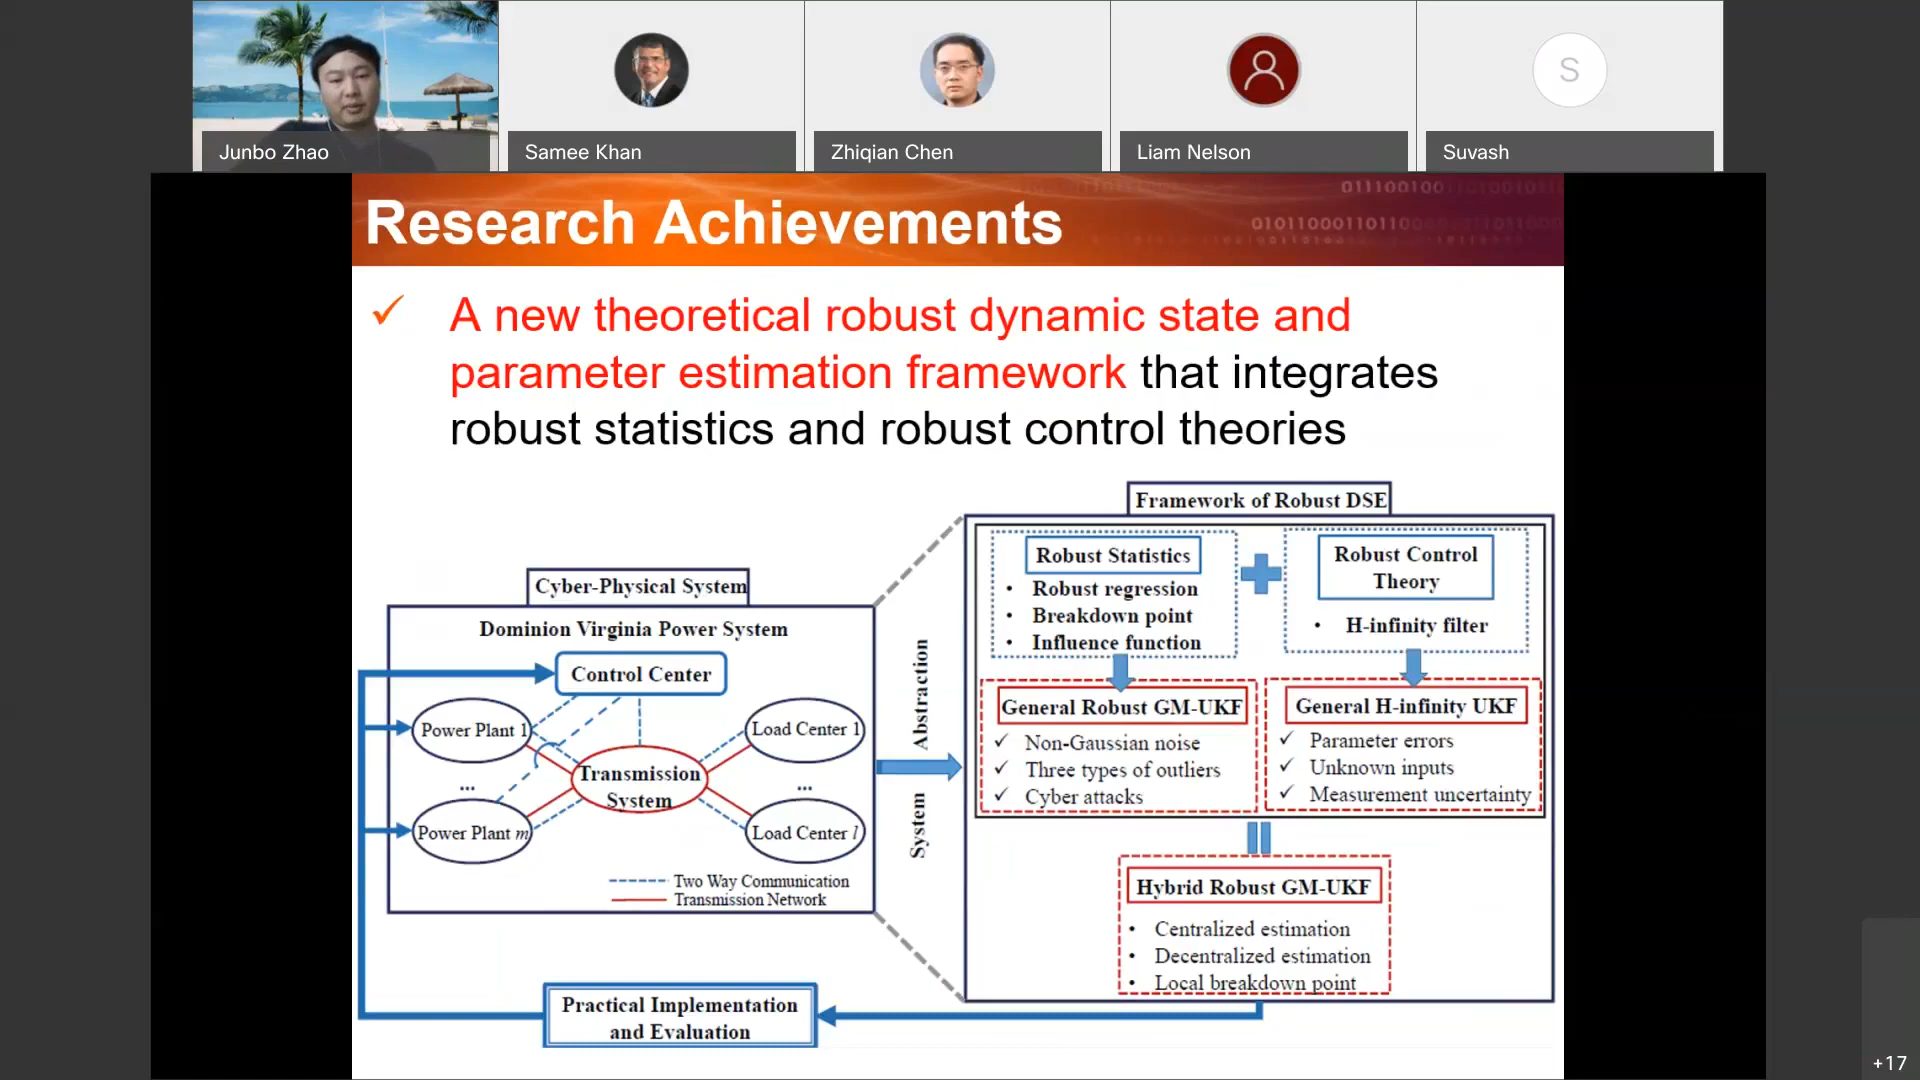 Junbo Zhao
Samee Khan
Zhiqian Chen
Liam Nelson
S
Suvash
Research Achievements
✓ A new theoretical robust dynamic state and
parameter estimation framework that integrates
robust statistics and robust control theories
Cyber-Physical System
Dominion Virginia Power System
Control Center
Power Plant 1
Load Center 1
Transmission
System
...
...
Power Plant m
Load Center l
Two Way Communication
Transmission Network
System Abstraction
Framework of Robust DSE
Robust Statistics
• Robust regression
• Breakdown point
• Influence function
Robust Control
Theory
• H-infinity filter
General Robust GM-UKF
✓ Non-Gaussian noise
✓ Three types of outliers
✓ Cyber attacks
General H-infinity UKF
✓ Parameter errors
✓ Unknown inputs
✓ Measurement uncertainty
Hybrid Robust GM-UKF
• Centralized estimation
• Decentralized estimation
• Local breakdown point
Practical Implementation
and Evaluation
+17